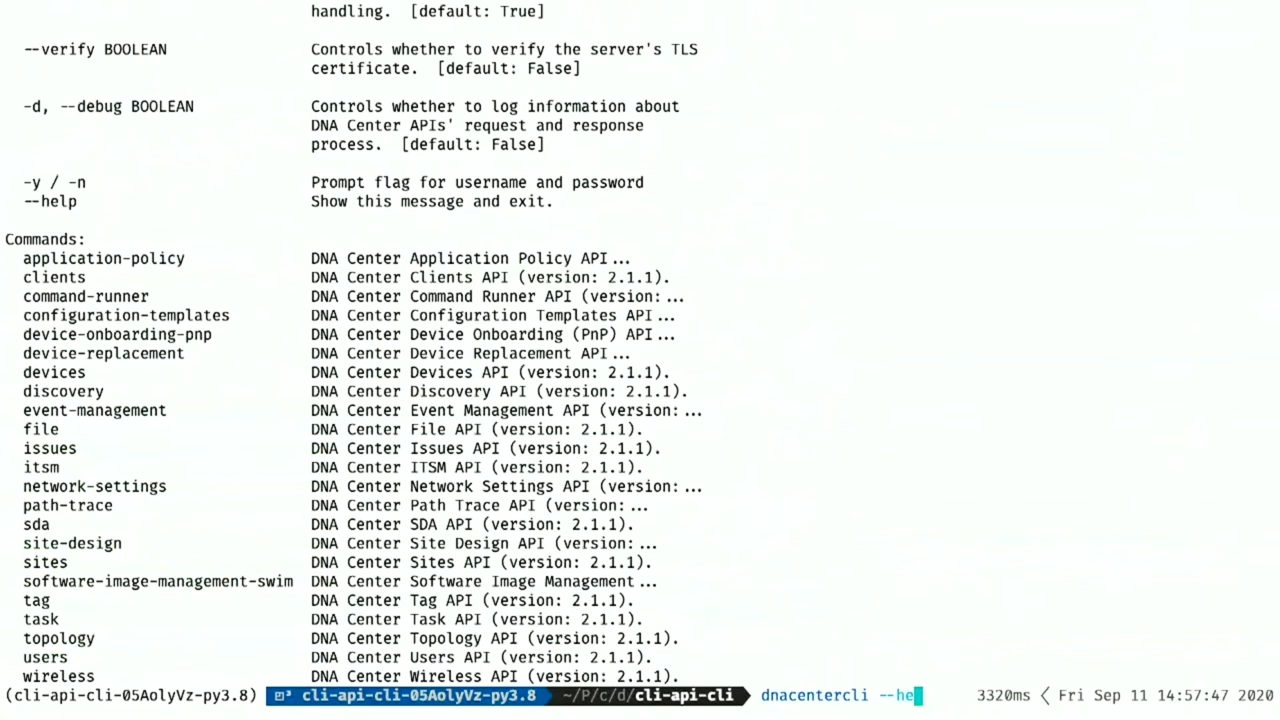 handling.  [default: True]
--verify BOOLEAN  Controls whether to verify the server's TLS
certificate.  [default: False]
-d, --debug BOOLEAN  Controls whether to log information about
DNA Center APIs' request and response
process.  [default: False]
-y / -n  Prompt flag for username and password
--help  Show this message and exit.
Commands:
application-policy  DNA Center Application Policy API...
clients  DNA Center Clients API (version: 2.1.1).
command-runner  DNA Center Command Runner API (version:...
configuration-templates  DNA Center Configuration Templates API...
device-onboarding-pnp  DNA Center Device Onboarding (PnP) API...
device-replacement  DNA Center Device Replacement API...
devices  DNA Center Devices API (version: 2.1.1).
discovery  DNA Center Discovery API (version: 2.1.1).
event-management  DNA Center Event Management API (version:...
file  DNA Center File API (version: 2.1.1).
issues  DNA Center Issues API (version: 2.1.1).
itsm  DNA Center ITSM API (version: 2.1.1).
network-settings  DNA Center Network Settings API (version:...
path-trace  DNA Center Path Trace API (version:...
sda  DNA Center SDA API (version: 2.1.1).
site-design  DNA Center Site Design API (version:...
sites  DNA Center Sites API (version: 2.1.1).
software-image-management-swim  DNA Center Software Image Management...
tag  DNA Center Tag API (version: 2.1.1).
task  DNA Center Task API (version: 2.1.1).
topology  DNA Center Topology API (version: 2.1.1).
users  DNA Center Users API (version: 2.1.1).
wireless  DNA Center Wireless API (version: 2.1.1).
(cli-api-cli-05AolyVz-py3.8) cli-api-cli-05AolyVz-py3.8 ~/P/c/d/cli-api-cli dnacentercli --he 3320ms < Fri Sep 11 14:57:47 2020